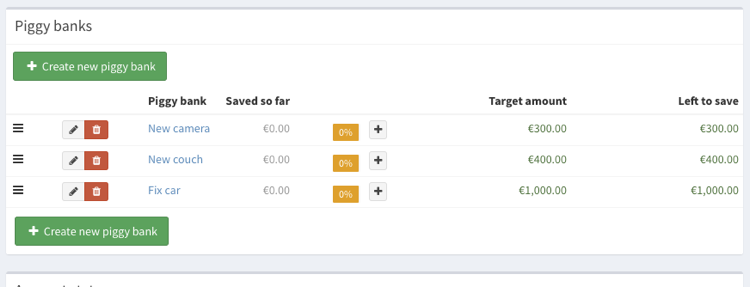 Piggy banks
Create new piggy bank
Piggy bank Saved so far Target amount Left to save
New camera €0.00 0% €300.00 €300.00
New couch €0.00 0% €400.00 €400.00
Fix car €0.00 0% €1,000.00 €1,000.00
Create new piggy bank